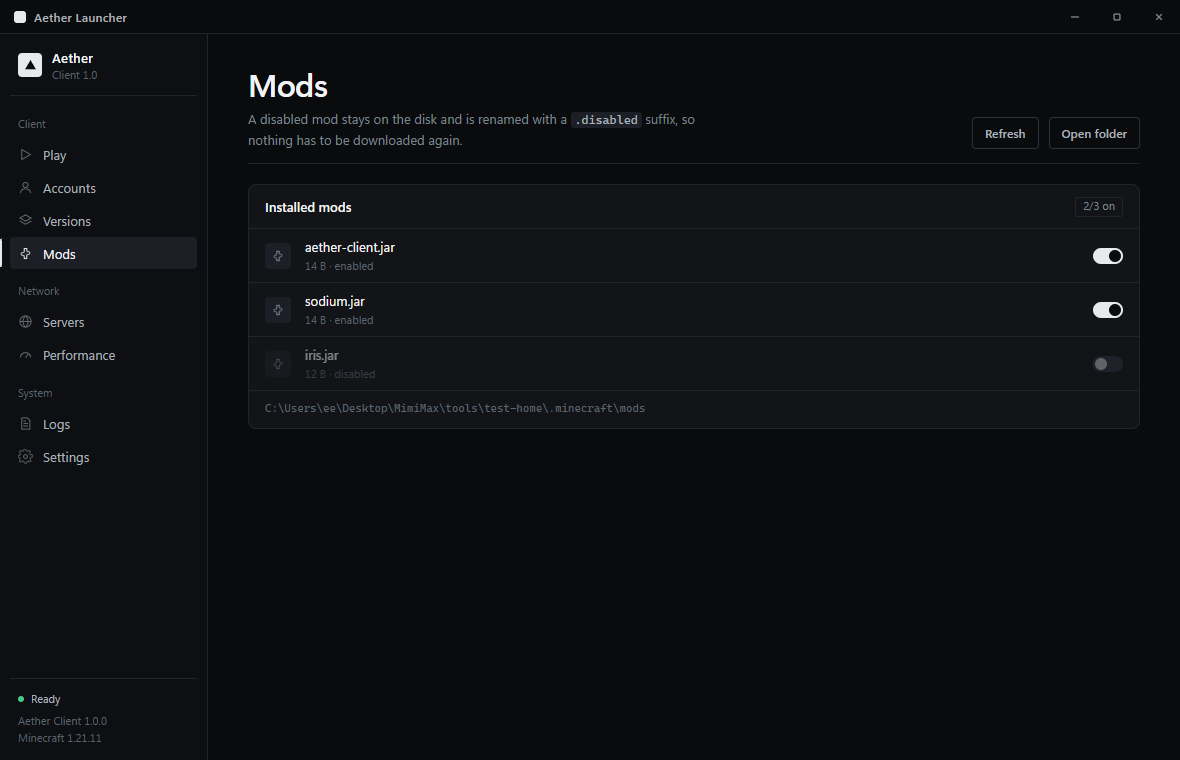 Aether Launcher
Aether
Client 1.0
Client
Play
Accounts
Versions
Mods
Network
Servers
Performance
System
Logs
Settings
Ready
Aether Client 1.0.0
Minecraft 1.21.11
Mods
A disabled mod stays on the disk and is renamed with a .disabled suffix, so
nothing has to be downloaded again.
Refresh
Open folder
Installed mods
2/3 on
aether-client.jar
14 B · enabled
sodium.jar
14 B · enabled
iris.jar
12 B · disabled
C:\Users\ee\Desktop\MimiMax\tools\test-home\.minecraft\mods